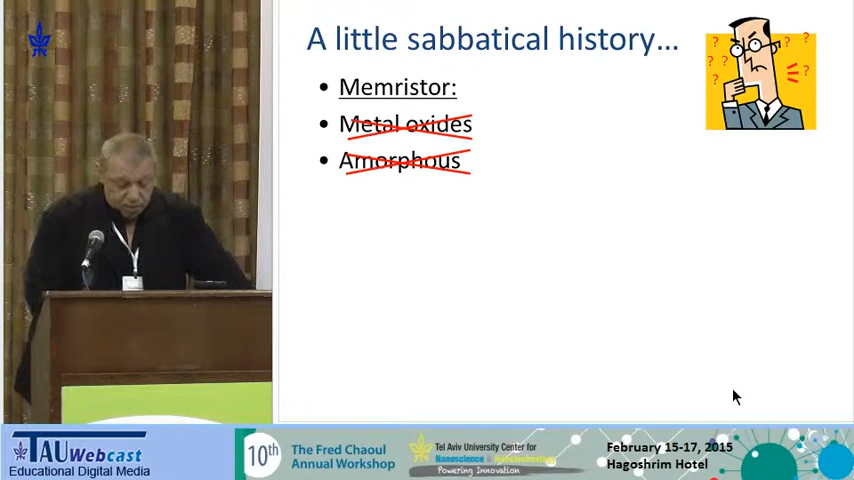 A little sabbatical history...
• Memristor:
• Metal oxides
• Amorphous
? ? ? ? ? ?
TAU Webcast
Educational Digital Media
10th
The Fred Chaoul
Annual Workshop
Tel Aviv University Center for
Nanoscience & Nanotechnology
Powering Innovation
February 15-17, 2015
Hagoshrim Hotel